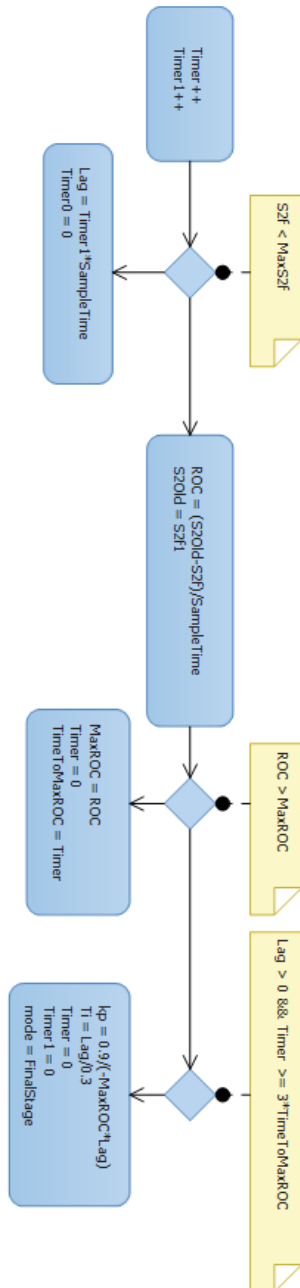 Timer++
Timer1++
S2f < MaxS2f
Lag = Timer1*SampleTime
Timer0 = 0
ROC = (S2Old-S2f)/SampleTime
S2Old = S2f1
ROC > MaxROC
MaxROC = ROC
Timer = 0
TimeToMaxROC = Timer
Lag > 0 && Timer >= 3*TimeToMaxROC
kp = 0.9/(-MaxROC*Lag)
Ti = Lag/0.3
Timer = 0
Timer1 = 0
mode = FinalStage